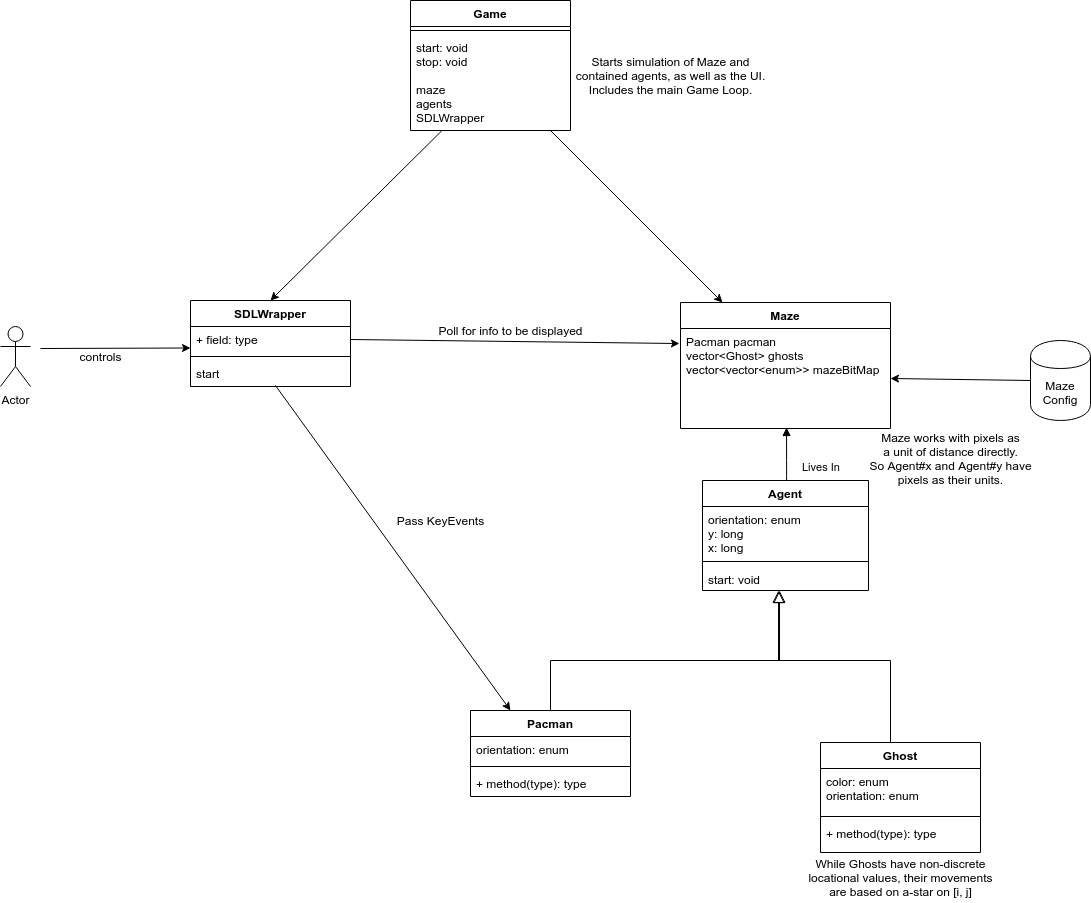 Game
start: void
stop: void
maze
agents
SDLWrapper
Starts simulation of Maze and
contained agents, as well as the UI.
Includes the main Game Loop.
SDLWrapper
+ field: type
start
Actor
controls
Poll for info to be displayed
Maze
Pacman pacman
vector<Ghost> ghosts
vector<vector<enum>> mazeBitMap
Maze
Config
Maze works with pixels as
a unit of distance directly.
So Agent#x and Agent#y have
pixels as their units.
Lives In
Agent
orientation: enum
y: long
x: long
start: void
Pass KeyEvents
Pacman
orientation: enum
+ method(type): type
Ghost
color: enum
orientation: enum
+ method(type): type
While Ghosts have non-discrete
locational values, their movements
are based on a-star on [i, j]